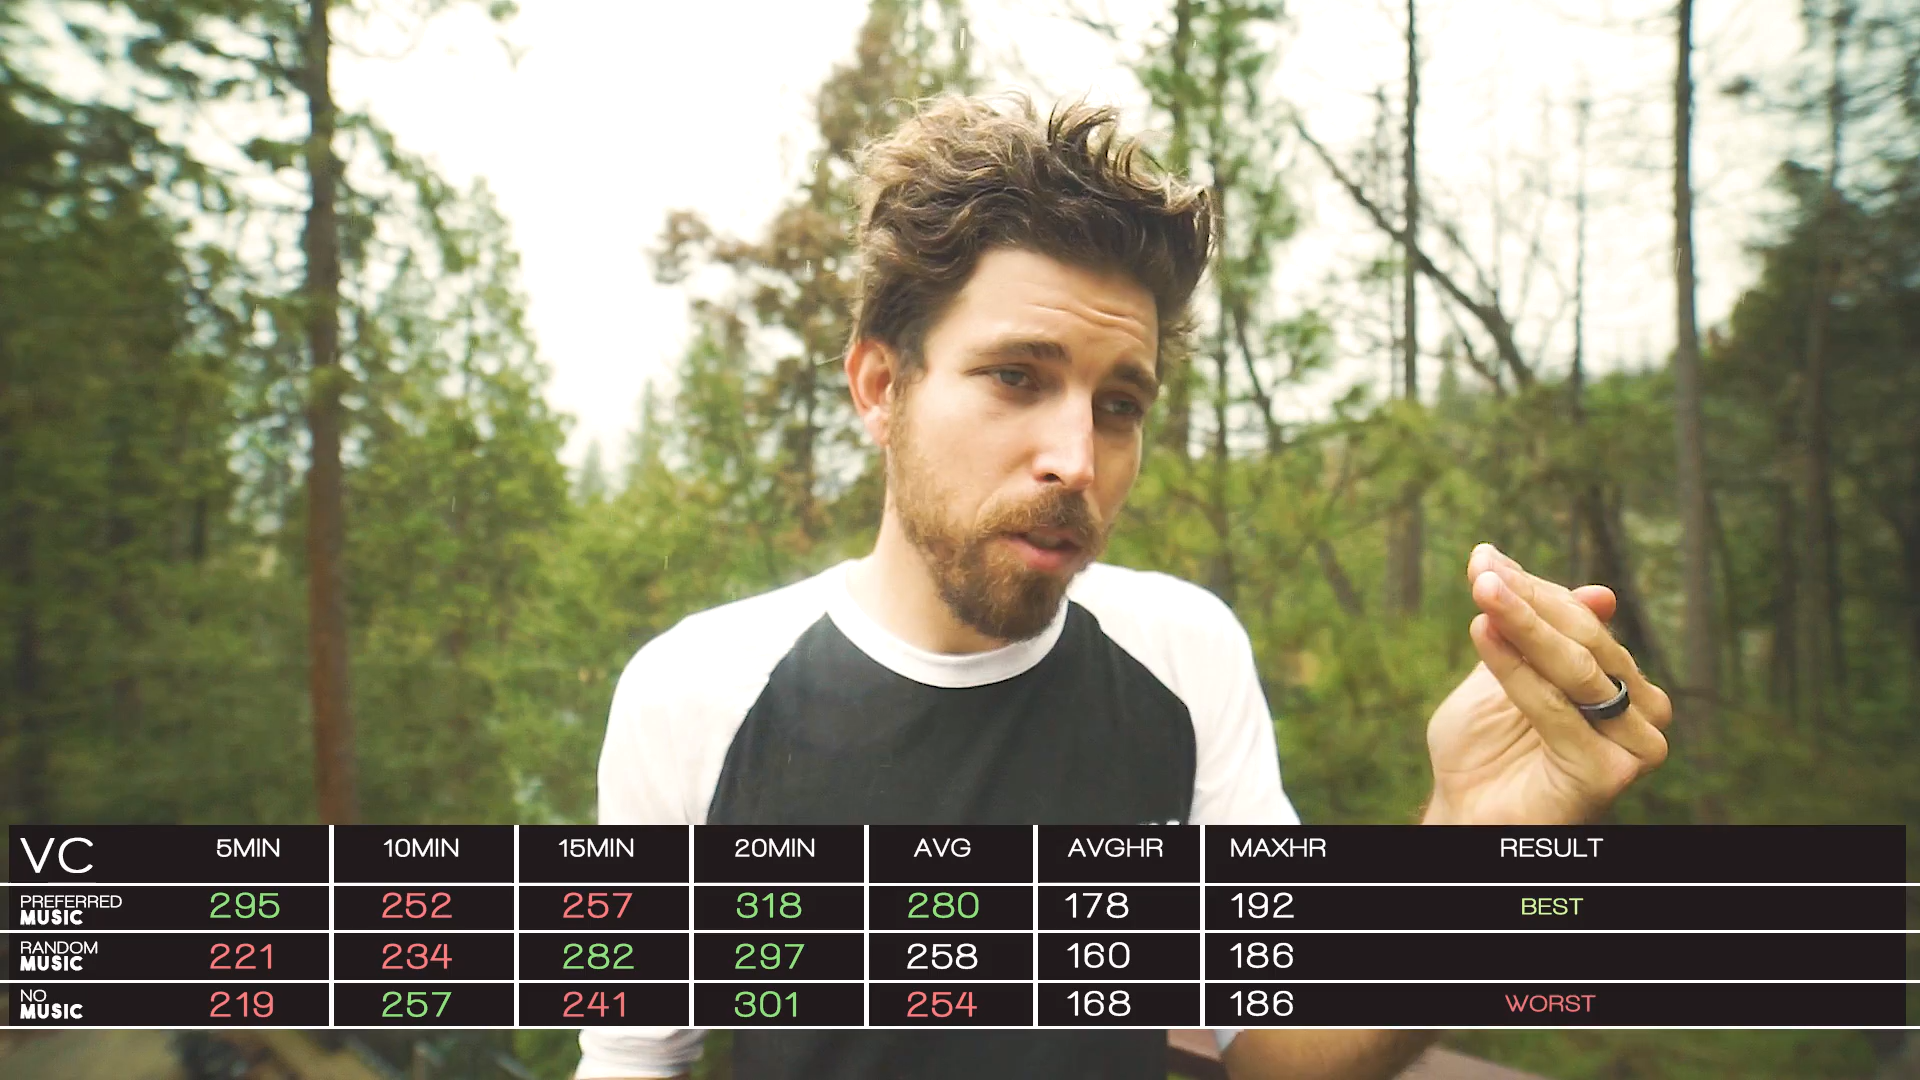 VC 5MIN 10MIN 15MIN 20MIN AVG AVGHR MAXHR RESULT
PREFERRED
MUSIC
295 252 257 318 280 178 192 BEST
RANDOM
MUSIC
221 234 282 297 258 160 186
NO
MUSIC
219 257 241 301 254 168 186 WORST